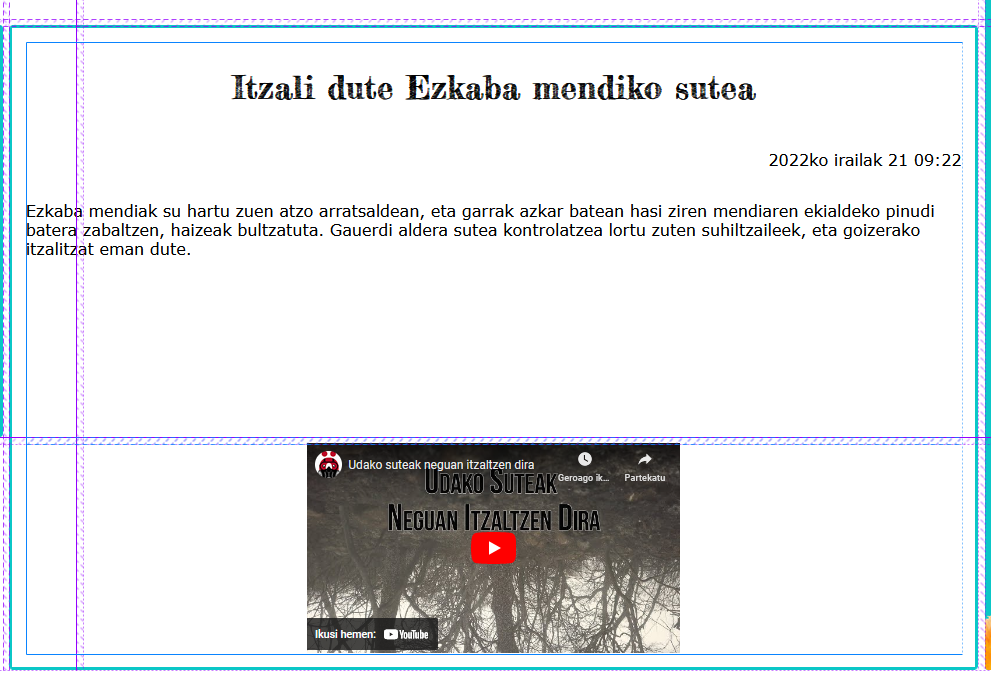 Itzali dute Ezkaba mendiko sutea
2022ko irailak 21 09:22
Ezkaba mendiak su hartu zuen atzo arratsaldean, eta garrak azkar batean hasi ziren mendiaren ekialdeko pinudi
batera zabaltzen, haizeak bultzatuta. Gauerdi aldera sutea kontrolatzea lortu zuten suhiltzaileek, eta goizerako
itzalitzat eman dute.
Udako suteak neguan itzaltzen dira
Geroago ik...
Partekatu
Udako Suteak
Neguan Itzaltzen Dira
Ikusi hemen: YouTube